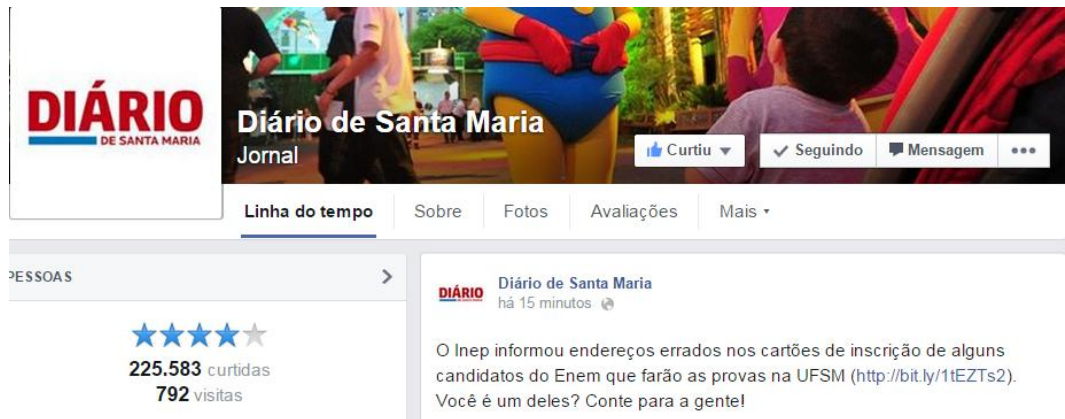 DIÁRIO
DE SANTA MARIA
Diário de Santa Maria
Jornal
Curtiu
Seguindo
Mensagem
Linha do tempo
Sobre
Fotos
Avaliações
Mais
PESSOAS
225.583 curtidas
792 visitas
DIÁRIO
Diário de Santa Maria
há 15 minutos
O Inep informou endereços errados nos cartões de inscrição de alguns
candidatos do Enem que farão as provas na UFSM (http://bit.ly/1tEZTs2).
Você é um deles? Conte para a gente!